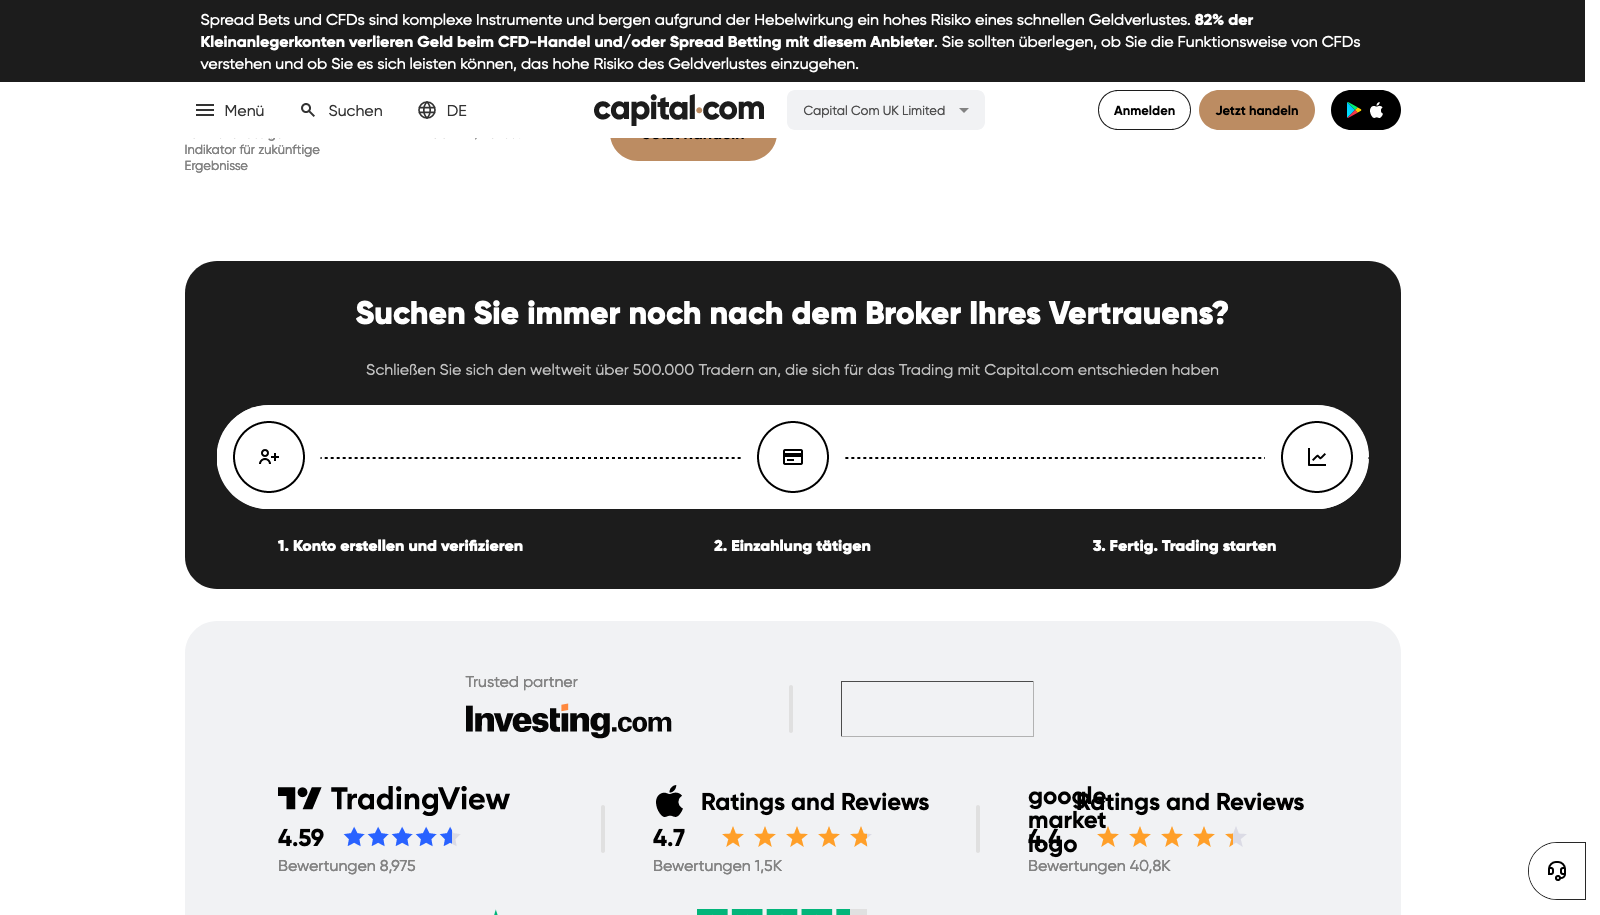 Spread Bets und CFDs sind komplexe Instrumente und bergen aufgrund der Hebelwirkung ein hohes Risiko eines schnellen Geldverlustes. 82% der
Kleinanlegerkonten verlieren Geld beim CFD-Handel und/oder Spread Betting mit diesem Anbieter. Sie sollten überlegen, ob Sie die Funktionsweise von CFDs
verstehen und ob Sie es sich leisten können, das hohe Risiko des Geldverlustes einzugehen.
Menü
Suchen
DE
capital.com
Capital Com UK Limited
Anmelden
Jetzt handeln
Indikator für zukünftige
Ergebnisse
Suchen Sie immer noch nach dem Broker Ihres Vertrauens?
Schließen Sie sich den weltweit über 500.000 Tradern an, die sich für das Trading mit Capital.com entschieden haben
1. Konto erstellen und verifizieren
2. Einzahlung tätigen
3. Fertig. Trading starten
Trusted partner
Investing.com
TradingView
4.59
Bewertungen 8,975
Ratings and Reviews
4.7
Bewertungen 1,5K
google
market
logo
Ratings and Reviews
4.4
Bewertungen 40,8K